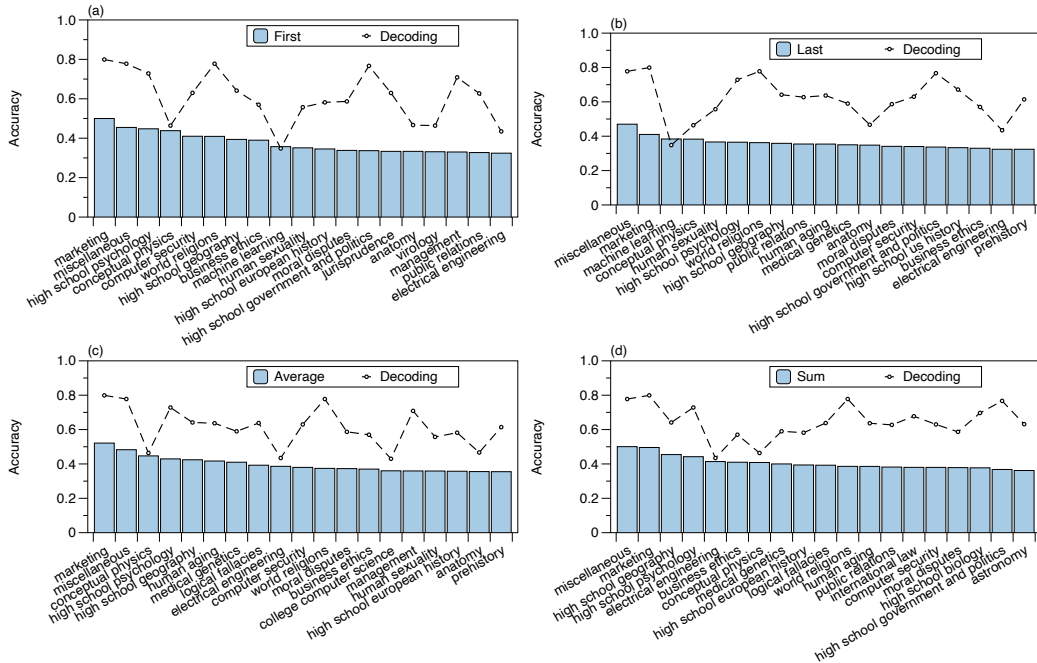 (a)
First
Decoding
Accuracy
1.0
0.8
0.6
0.4
0.2
0
marketing
miscellaneous
high school psychology
conceptual physics
computer security
world religions
high school geography
business ethics
machine learning
human sexuality
high school european history
moral disputes
high school government and politics
jurisprudence
anatomy
virology
management
public relations
electrical engineering
(b)
Last
Decoding
Accuracy
1.0
0.8
0.6
0.4
0.2
0
miscellaneous
marketing
machine learning
conceptual physics
human sexuality
high school psychology
world religions
high school geography
public relations
human aging
medical genetics
anatomy
moral disputes
computer security
high school government and politics
high school us history
business ethics
electrical engineering
prehistory
(c)
Average
Decoding
Accuracy
1.0
0.8
0.6
0.4
0.2
0
marketing
miscellaneous
conceptual physics
high school psychology
high school geography
human aging
medical genetics
logical fallacies
electrical engineering
computer security
world religions
moral disputes
business ethics
college computer science
management
human sexuality
high school european history
anatomy
prehistory
(d)
Sum
Decoding
Accuracy
1.0
0.8
0.6
0.4
0.2
0
miscellaneous
marketing
high school geography
high school psychology
electrical engineering
business ethics
conceptual physics
medical genetics
high school european history
logical fallacies
world religions
human aging
public relations
international law
computer security
moral disputes
high school biology
high school government and politics
astronomy